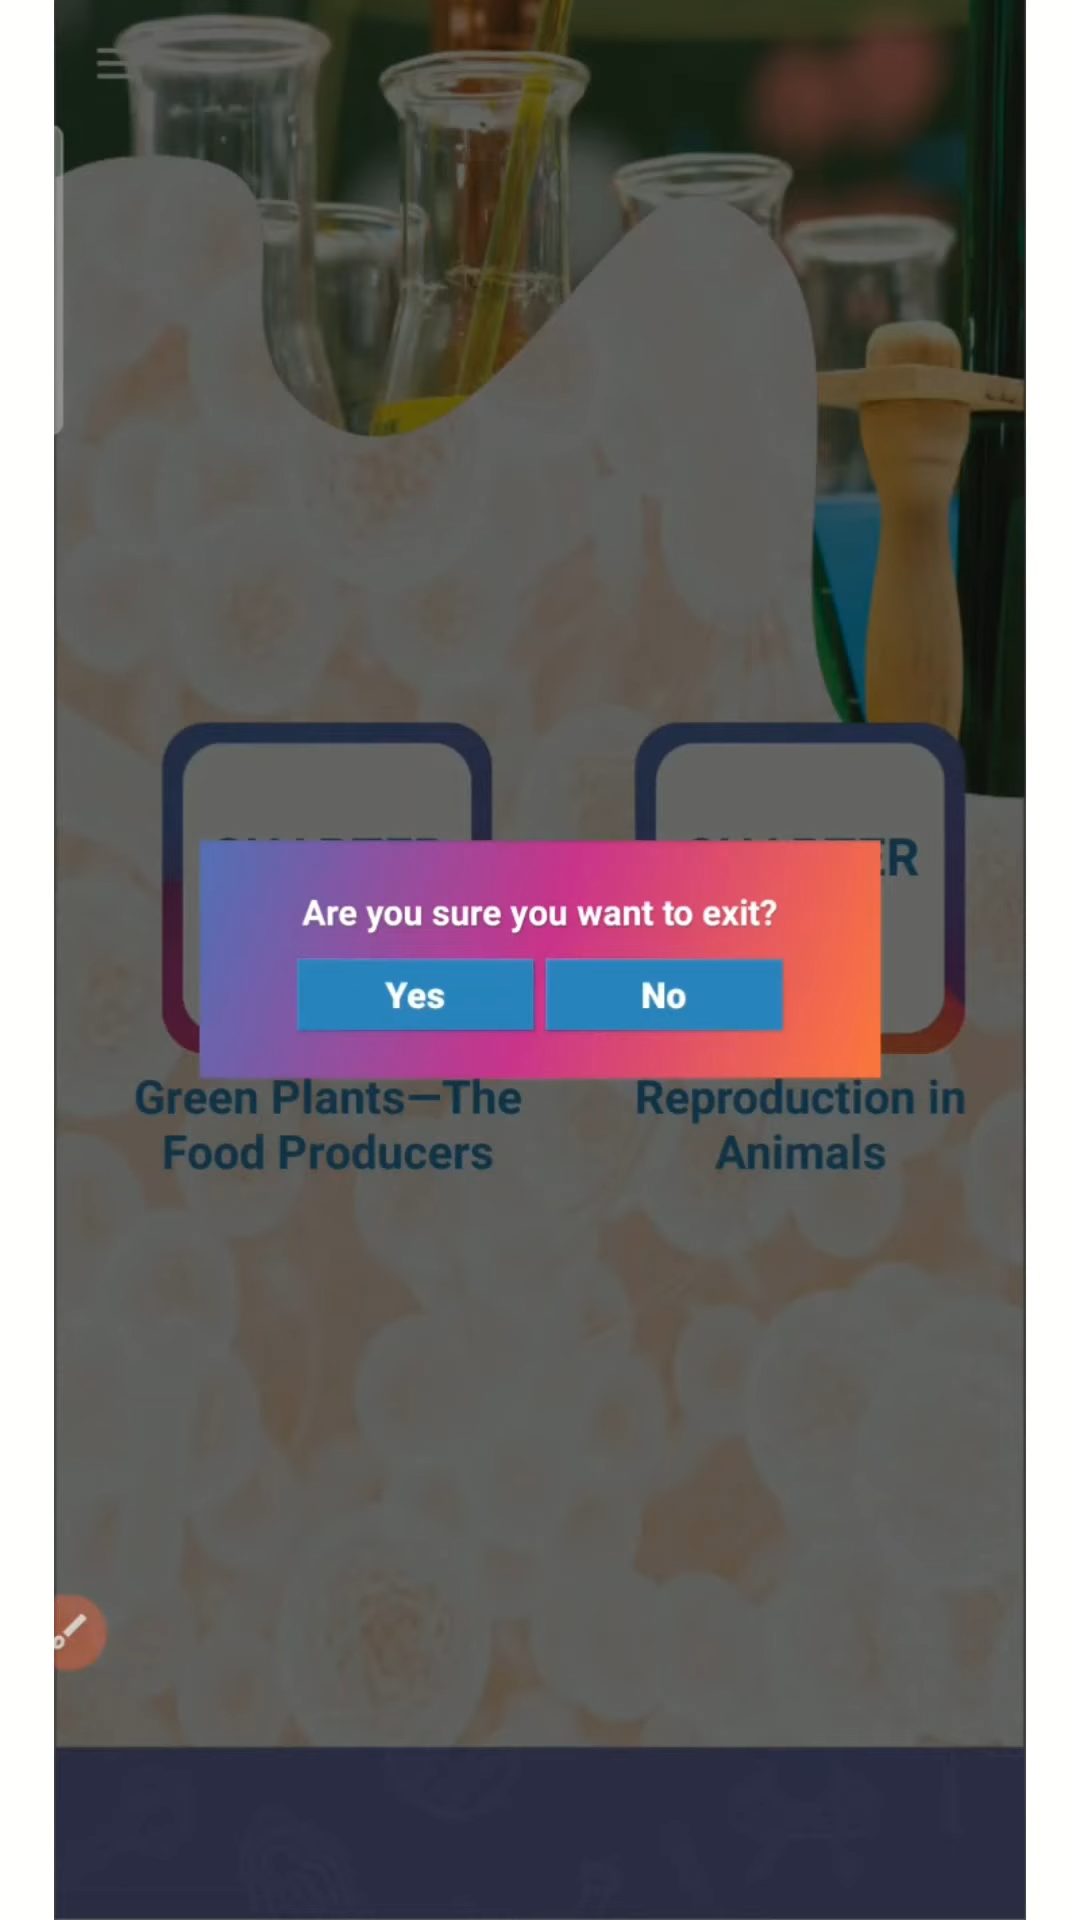 Are you sure you want to exit?
Yes No
Green Plants—The
Food Producers
Reproduction in
Animals